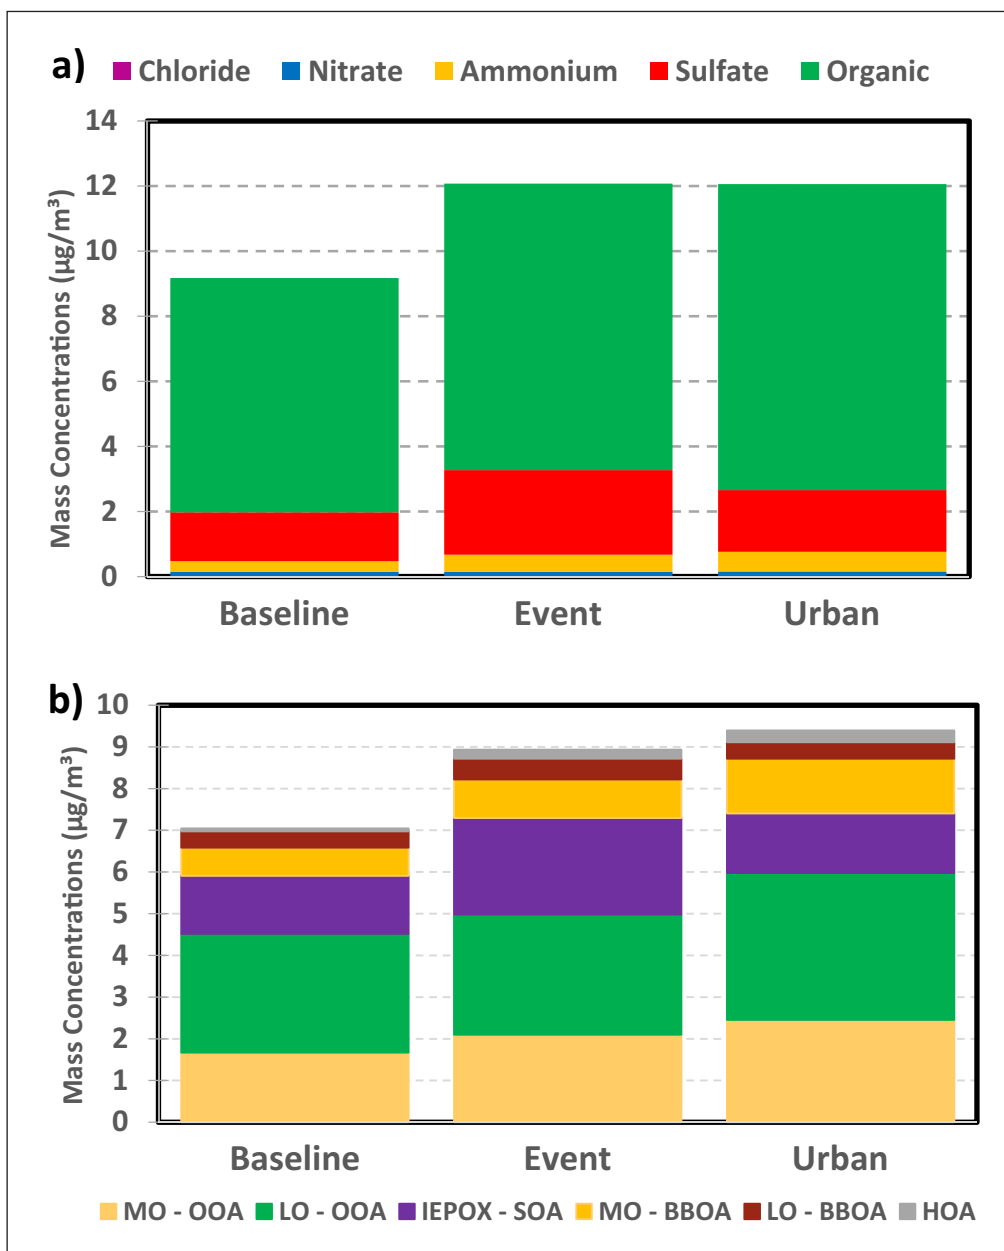 a)
Chloride Nitrate Ammonium Sulfate Organic
Mass Concentrations (µg/m³)
14
12
10
8
6
4
2
0
Baseline Event Urban
b)
Mass Concentrations (µg/m³)
10
9
8
7
6
5
4
3
2
1
0
Baseline Event Urban
MO - OOA LO - OOA IEPOX - SOA MO - BBOA LO - BBOA HOA